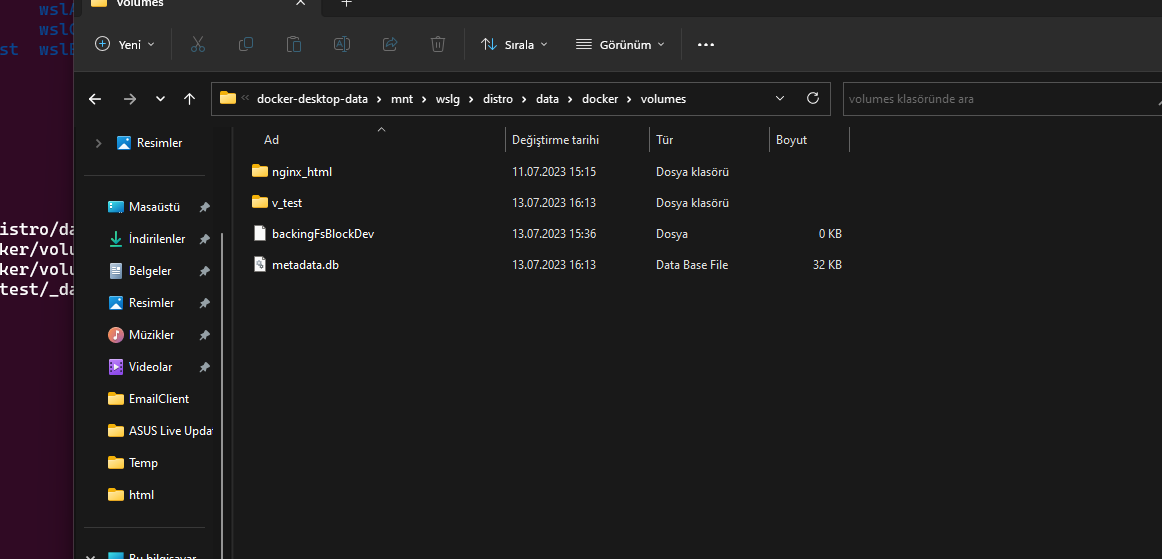 volumes
Yeni
Sırala
Görünüm
docker-desktop-data > mnt > wslg > distro > data > docker > volumes
volumes klasöründe ara
Ad Değiştirme tarihi Tür Boyut
nginx_html 11.07.2023 15:15 Dosya klasörü
v_test 13.07.2023 16:13 Dosya klasörü
backingFsBlockDev 13.07.2023 15:36 Dosya 0 KB
metadata.db 13.07.2023 16:13 Data Base File 32 KB
Resimler
Masaüstü
İndirilenler
Belgeler
Resimler
Müzikler
Videolar
EmailClient
ASUS Live Upda
Temp
html
Bu bilgisayar
wslA
wslG
st wslE
istro/da
ker/volu
ker/volu
test/_da